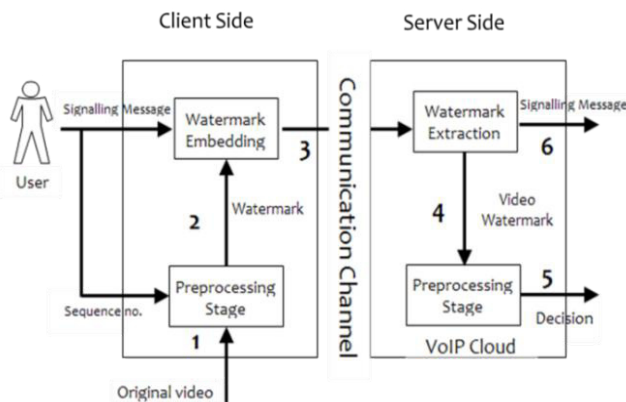 Client Side
Server Side
Signalling Message
Watermark
Embedding
User
3
2
Watermark
Sequence no.
Preprocessing
Stage
1
Original video
Communication Channel
Watermark
Extraction
Signalling Message
6
4
Video
Watermark
Preprocessing
Stage
5
Decision
VoIP Cloud